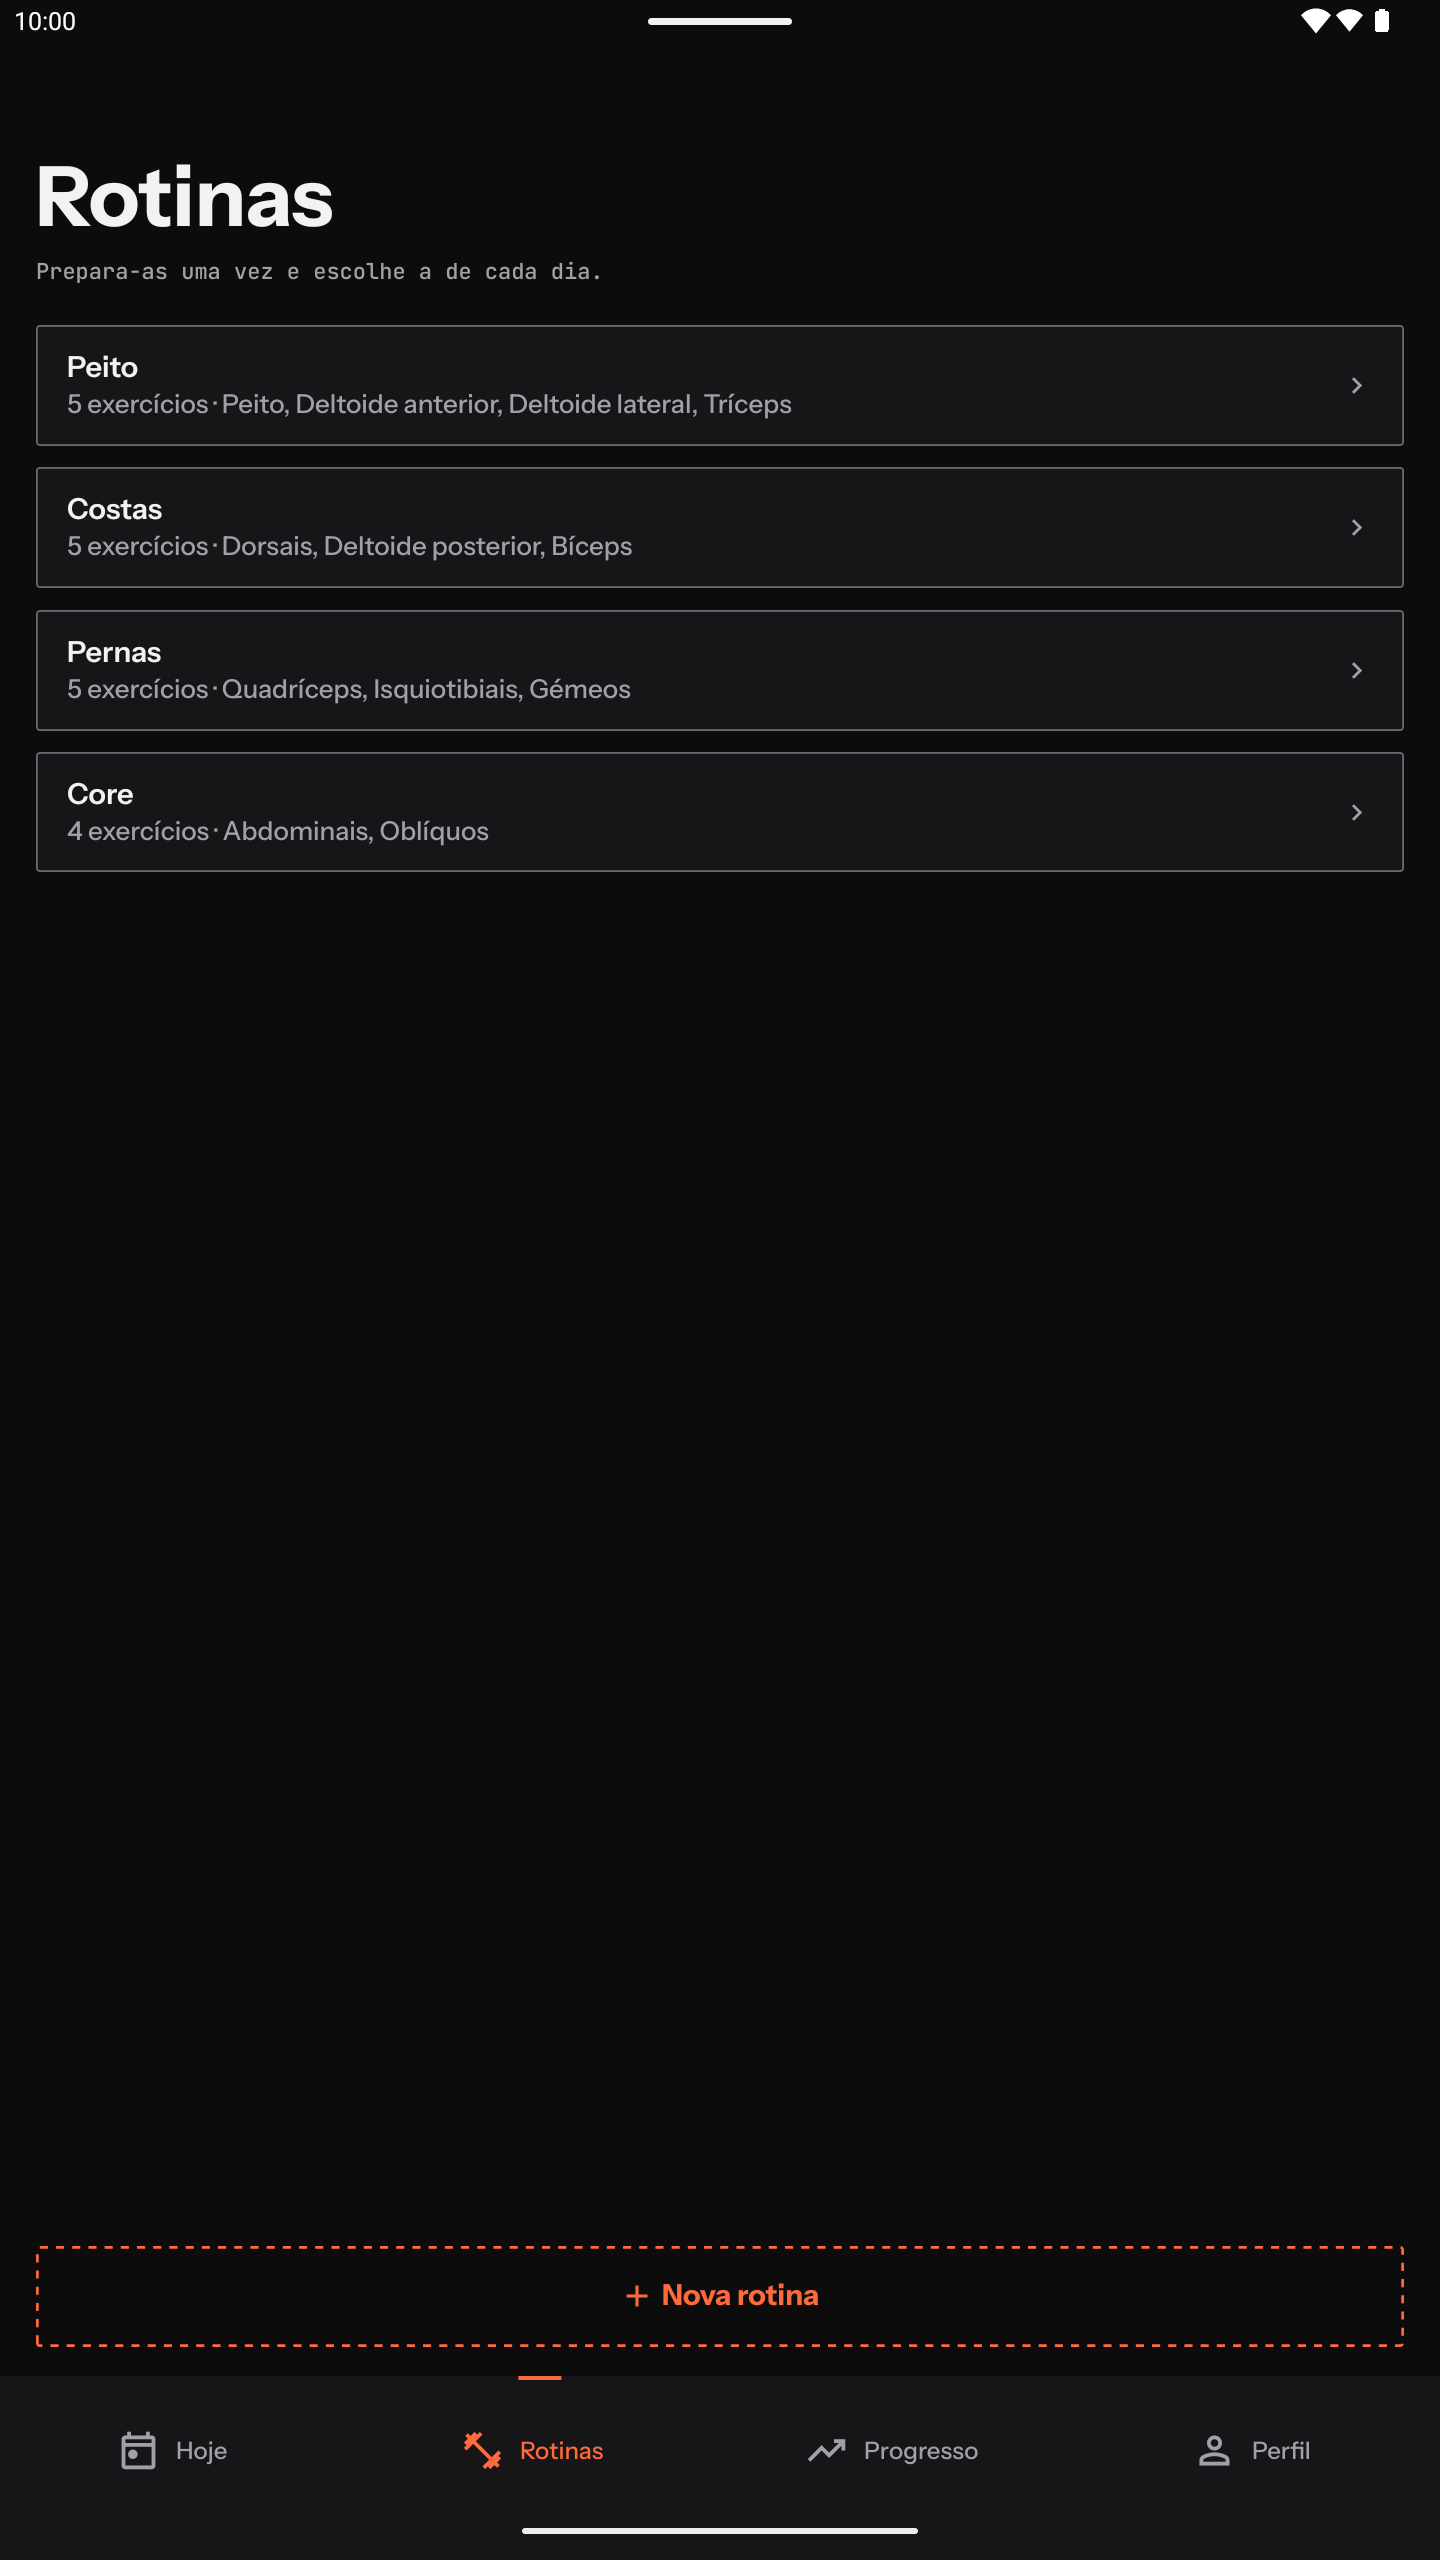 10:00
Rotinas
Prepara-as uma vez e escolhe a de cada dia.
Peito
5 exercícios · Peito, Deltoide anterior, Deltoide lateral, Tríceps
Costas
5 exercícios · Dorsais, Deltoide posterior, Bíceps
Pernas
5 exercícios · Quadríceps, Isquiotibiais, Gémeos
Core
4 exercícios · Abdominais, Oblíquos
+ Nova rotina
Hoje
Rotinas
Progresso
Perfil